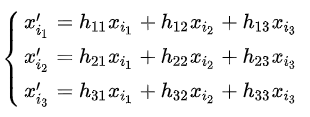 x′_{i_1} = h_{11}x_{i_1} + h_{12}x_{i_2} + h_{13}x_{i_3}
x′_{i_2} = h_{21}x_{i_1} + h_{22}x_{i_2} + h_{23}x_{i_3}
x′_{i_3} = h_{31}x_{i_1} + h_{32}x_{i_2} + h_{33}x_{i_3}